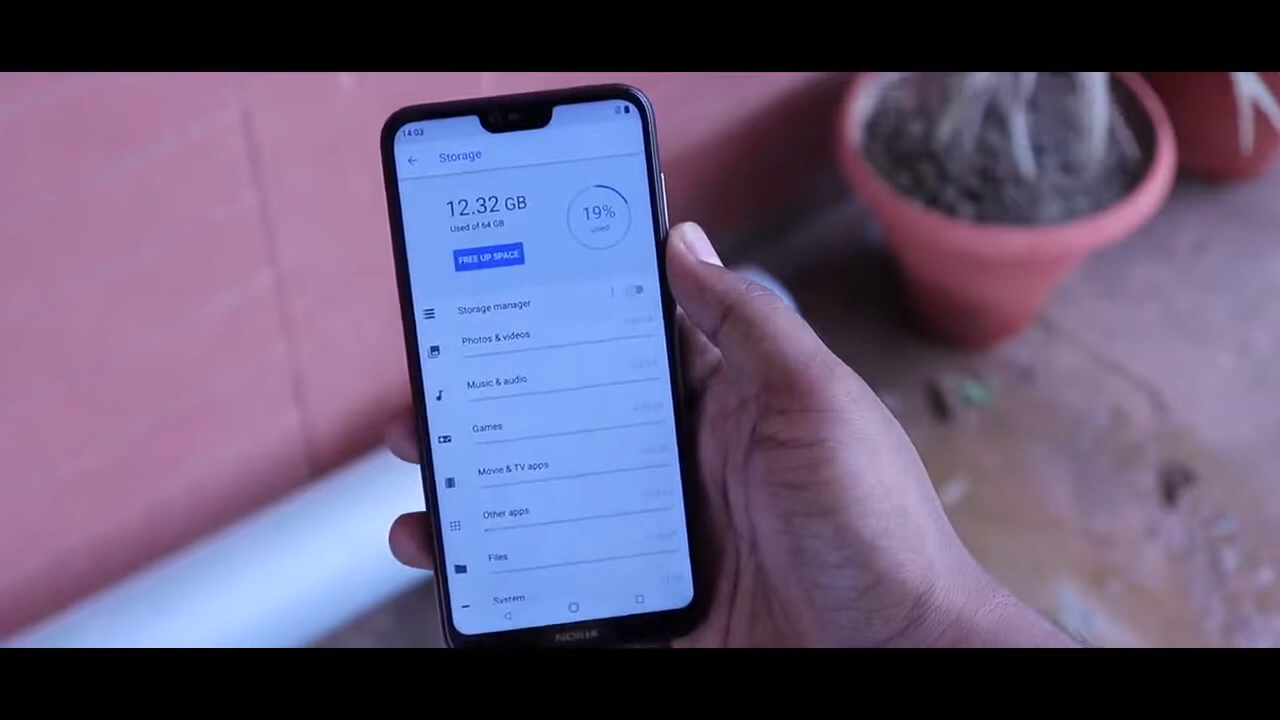 14:03
Storage
12.32 GB
Used of 64 GB
19%
used
FREE UP SPACE
Storage manager
Photos & videos
Music & audio
Games
Movie & TV apps
Other apps
Files
System
NOKIA